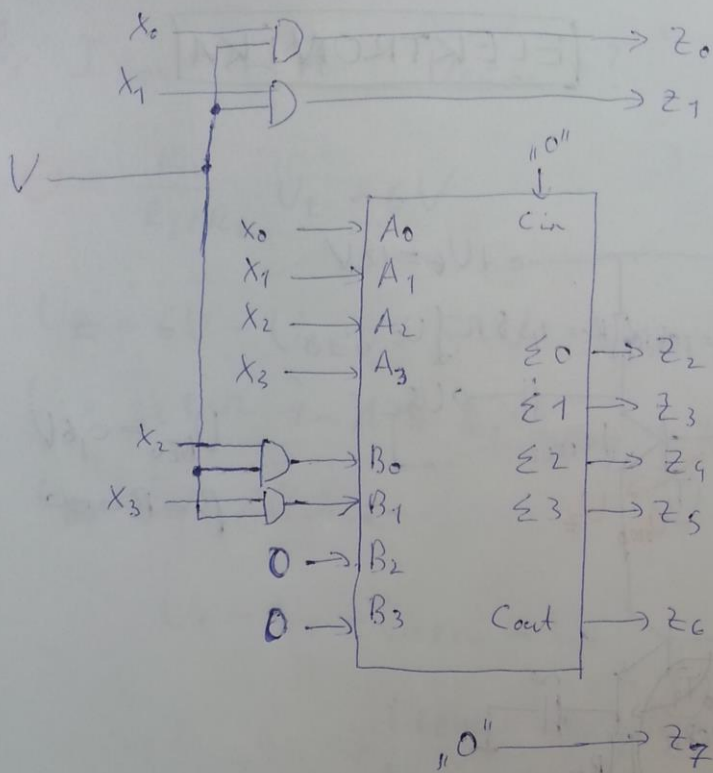 X0 Z0
X1 Z1
V
"0"
Cin
X0 A0
X1 A1
X2 A2
X3 A3
Σ0 Z2
Σ1 Z3
Σ2 Z4
Σ3 Z5
X2 B0
X3 B1
0 B2
0 B3
Cout Z6
"0" Z7